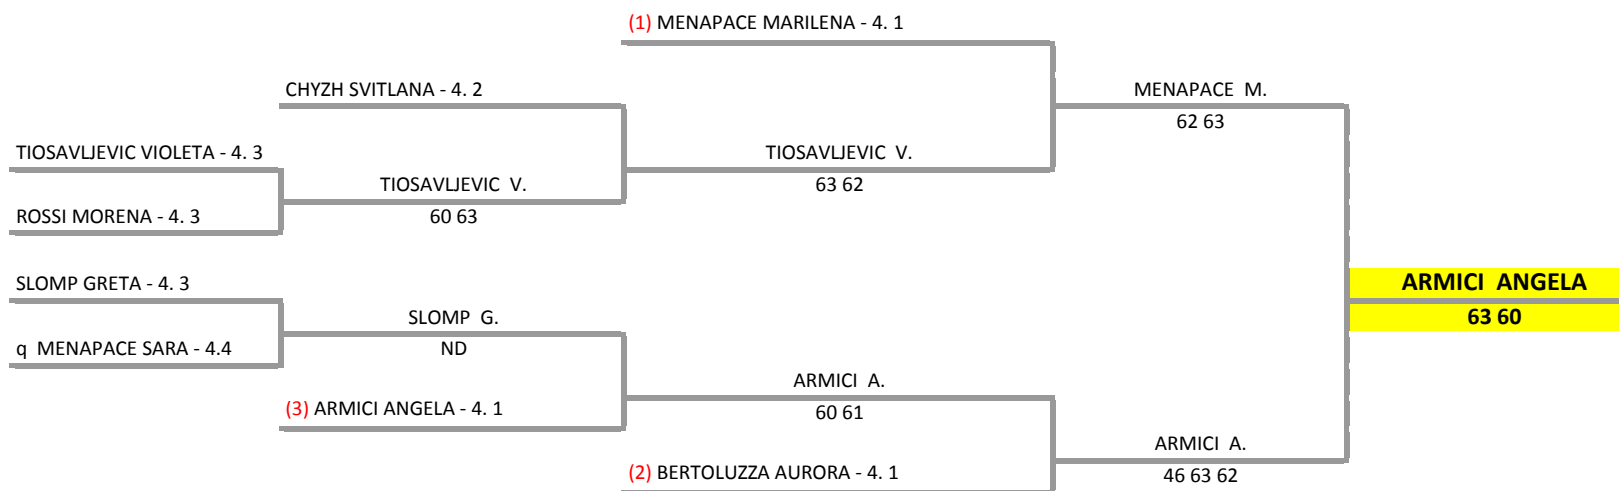 (1) MENAPACE MARILENA - 4. 1
CHYZH SVITLANA - 4. 2
MENAPACE M.
62 63
TIOSAVLJEVIC VIOLETA - 4. 3
TIOSAVLJEVIC V.
63 62
TIOSAVLJEVIC V.
60 63
ROSSI MORENA - 4. 3
SLOMP GRETA - 4. 3
ARMICI ANGELA
63 60
SLOMP G.
ND
q MENAPACE SARA - 4.4
ARMICI A.
60 61
(3) ARMICI ANGELA - 4. 1
ARMICI A.
46 63 62
(2) BERTOLUZZA AURORA - 4. 1